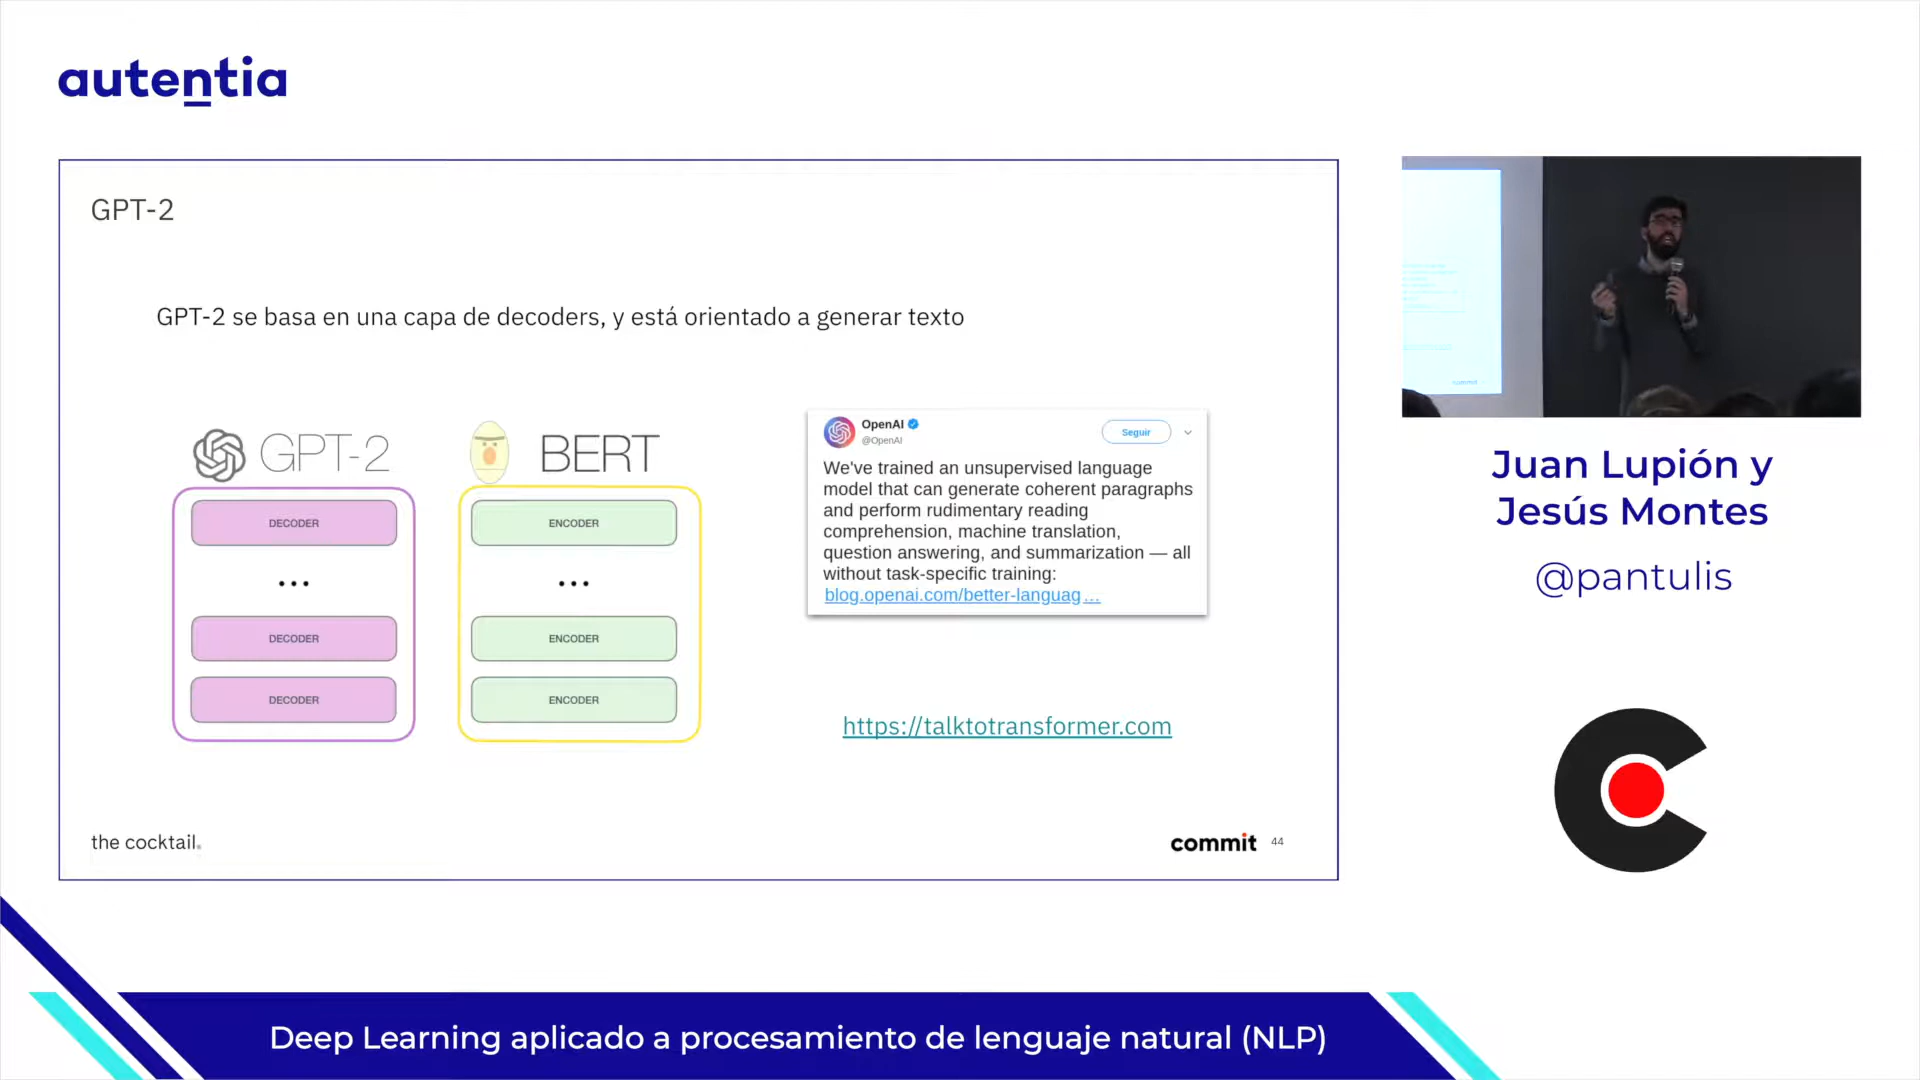 autentia
GPT-2
GPT-2 se basa en una capa de decoders, y está orientado a generar texto
GPT-2
DECODER
...
DECODER
DECODER
BERT
ENCODER
...
ENCODER
ENCODER
OpenAI
@OpenAI
Seguir
We've trained an unsupervised language
model that can generate coherent paragraphs
and perform rudimentary reading
comprehension, machine translation,
question answering, and summarization — all
without task-specific training:
blog.openai.com/better-languag...
https://talktotransformer.com
the cocktail.
commit 44
commit
Juan Lupión y
Jesús Montes
@pantulis
Deep Learning aplicado a procesamiento de lenguaje natural (NLP)